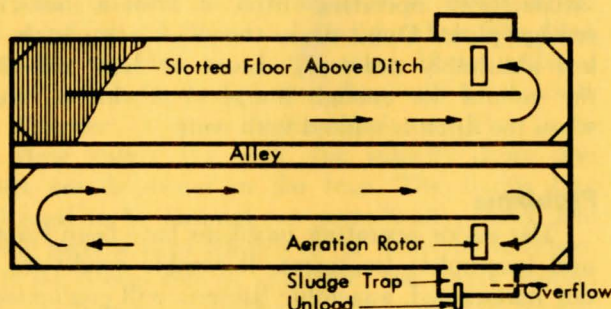 Slotted Floor Above Ditch
Alley
Aeration Rotor
Sludge Trap
Overflow
Unload